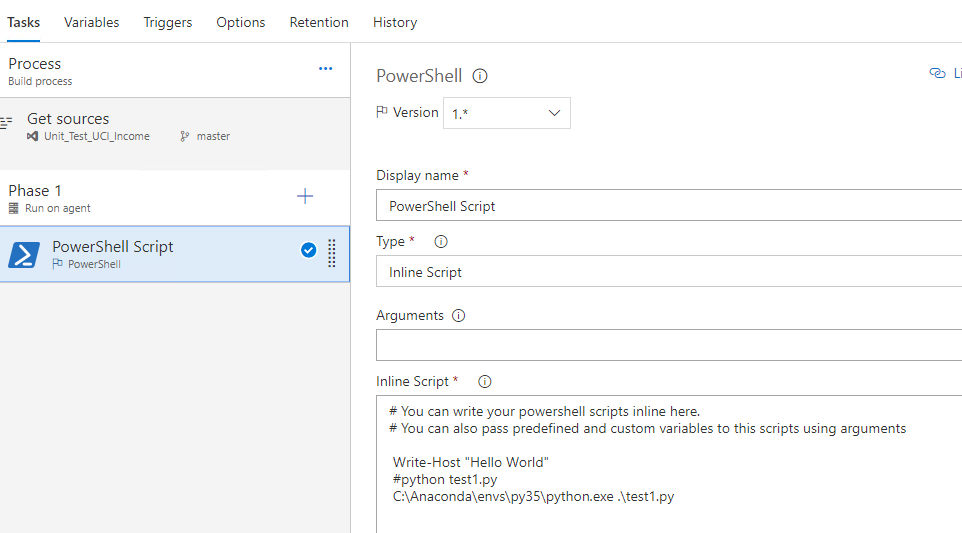 Tasks Variables Triggers Options Retention History
Process
Build process
Get sources
Unit_Test_UCI_Income master
Phase 1
Run on agent
PowerShell Script
PowerShell
PowerShell
Version 1.*
Display name *
PowerShell Script
Type *
Inline Script
Arguments
Inline Script *
# You can write your powershell scripts inline here.
# You can also pass predefined and custom variables to this scripts using arguments
Write-Host "Hello World"
#python test1.py
C:\Anaconda\envs\py35\python.exe .\test1.py